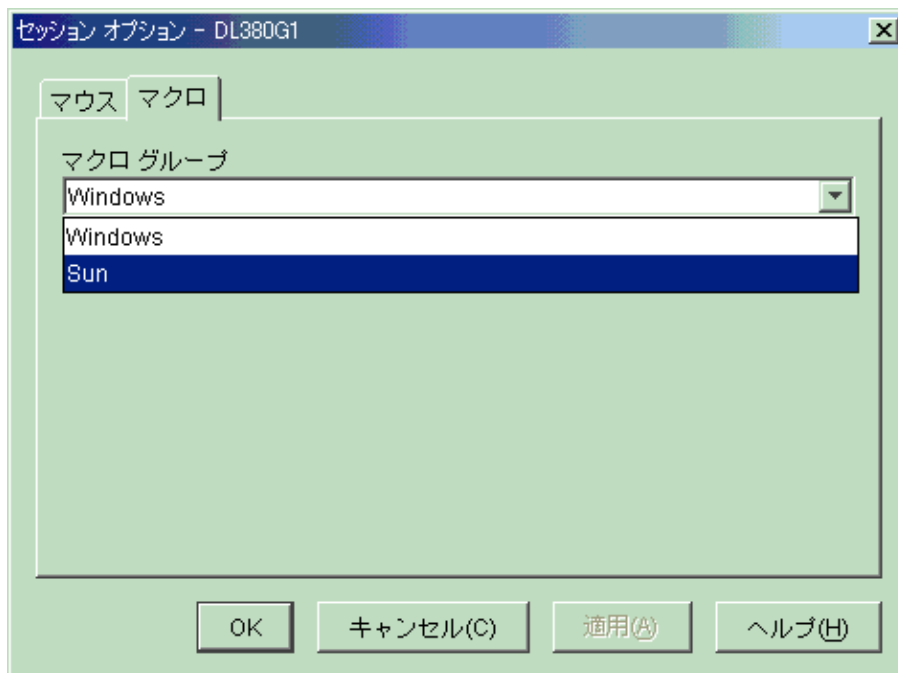 セッション オプション - DL380G1
マウス マクロ
マクロ グループ
Windows
Windows
Sun
OK キャンセル(C) 適用(A) ヘルプ(H)